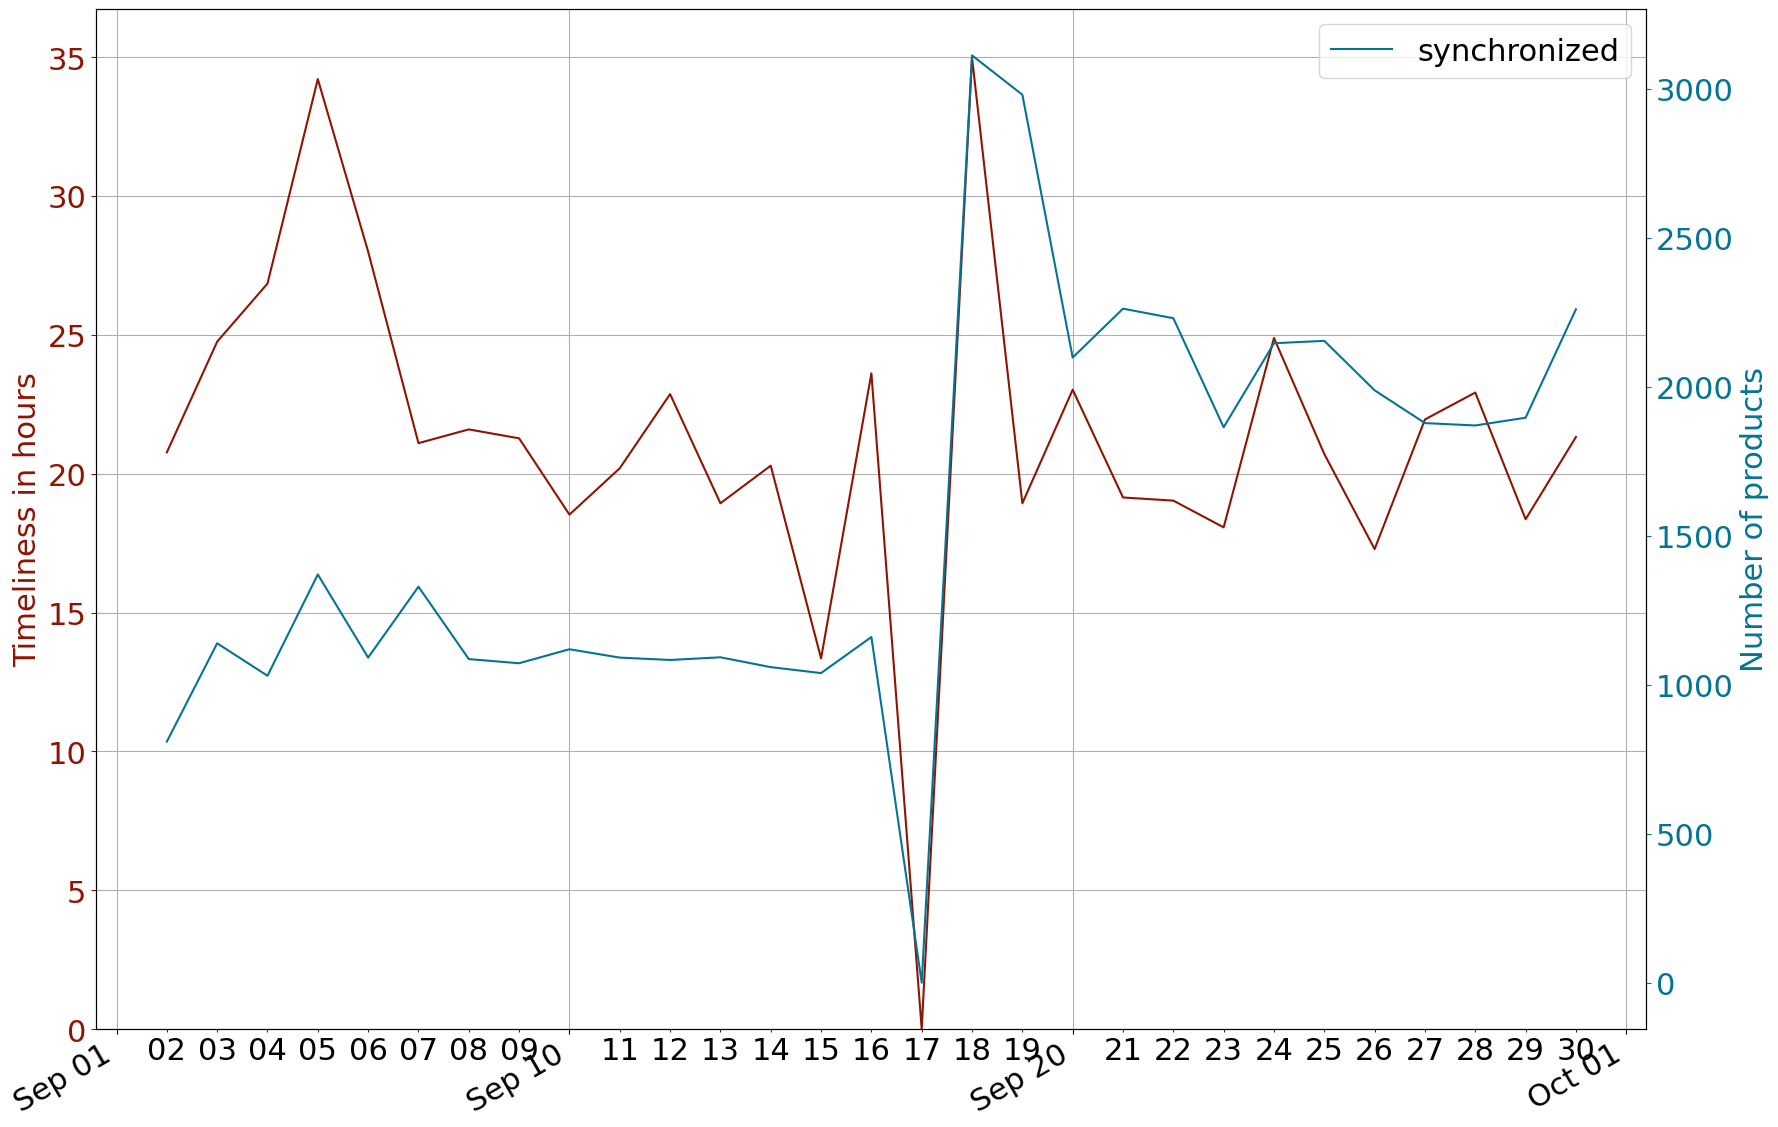 synchronized
Timeliness in hours
35
30
25
20
15
10
5
0
3000
2500
2000
1500
1000
500
0
Number of products
Sep 01
02 03 04 05 06 07 08 09
Sep 10
11 12 13 14 15 16 17 18 19
Sep 20
21 22 23 24 25 26 27 28 29 30
Oct 01